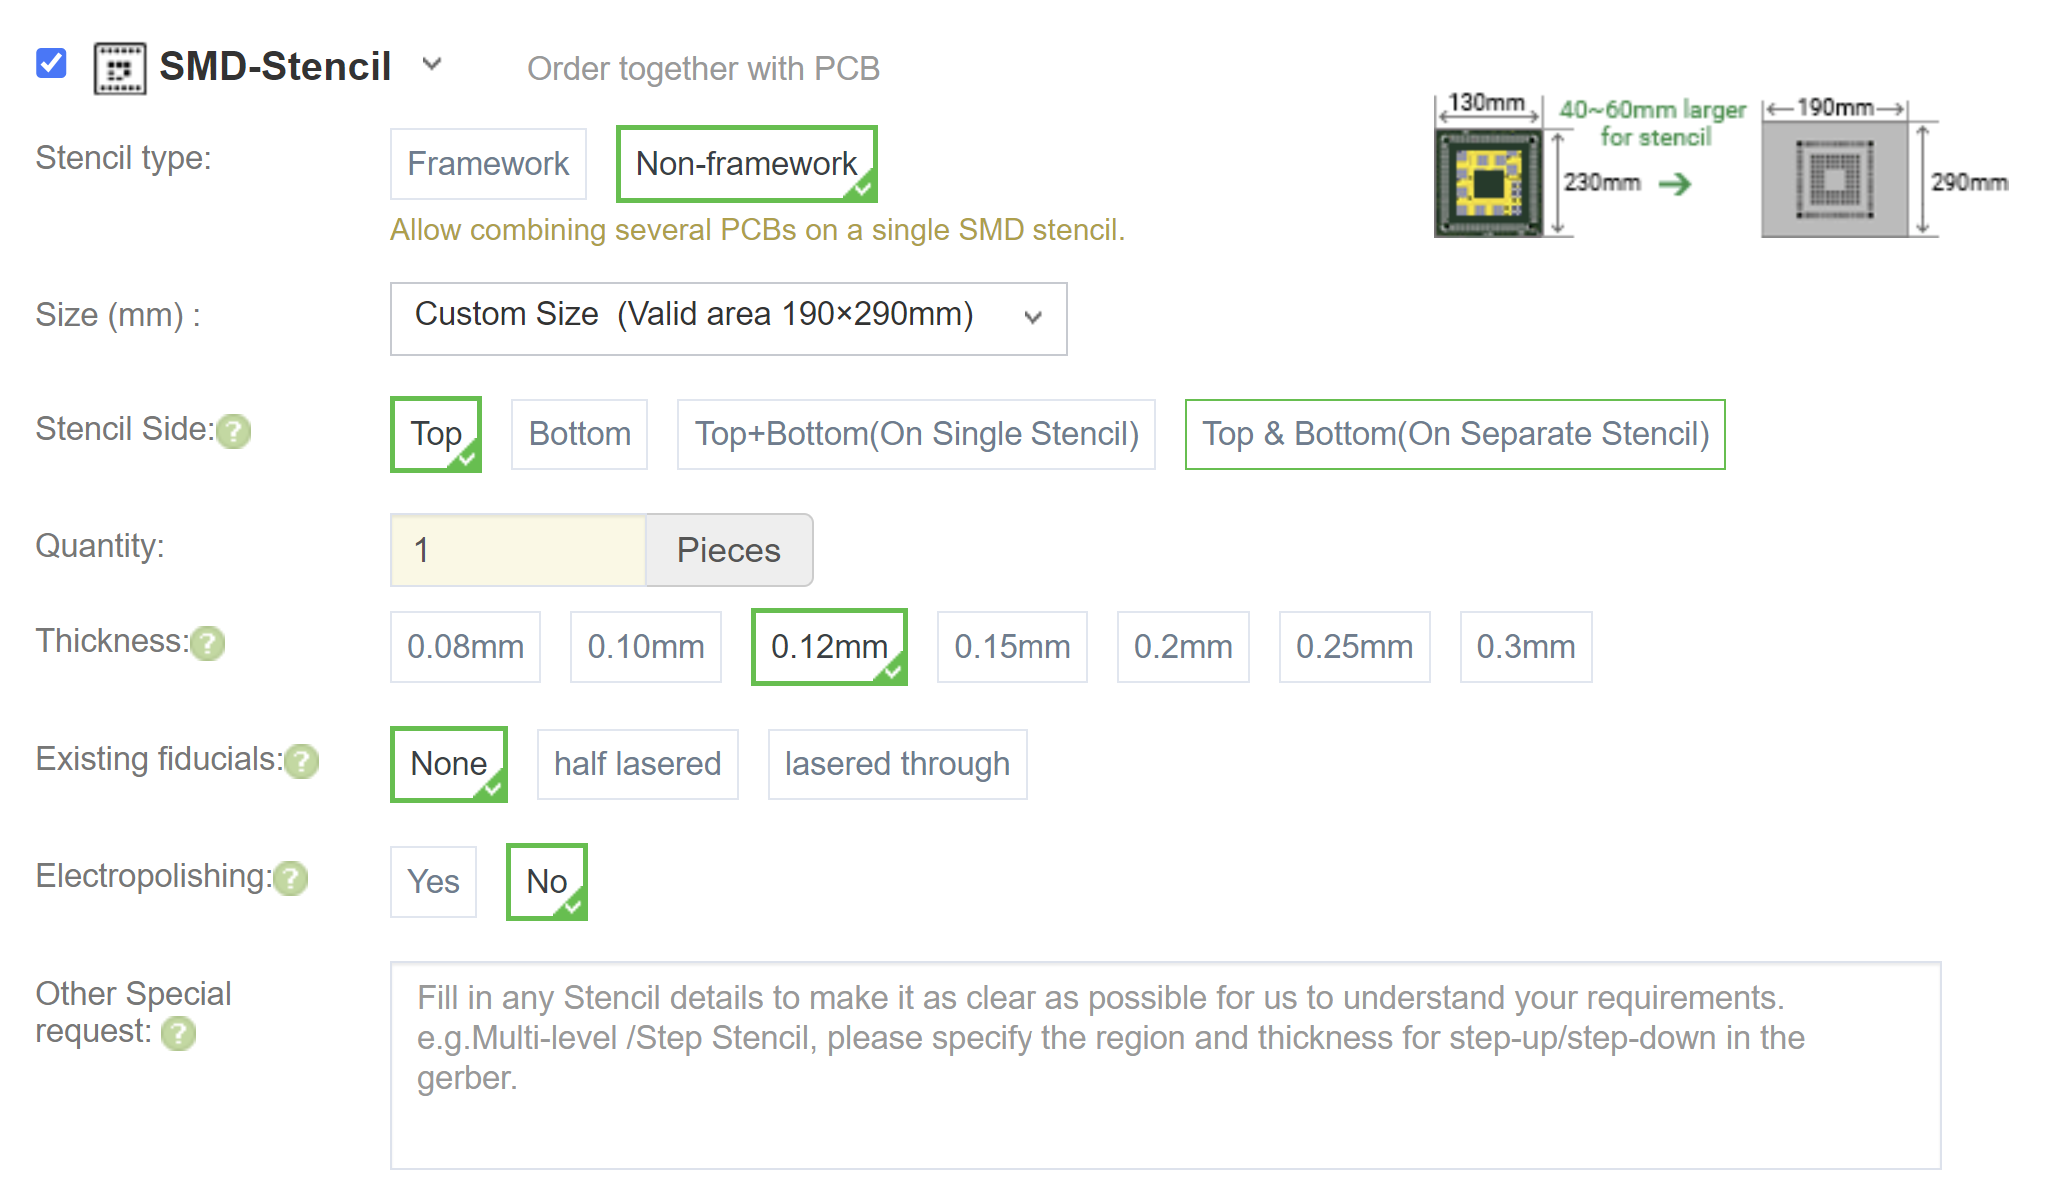 SMD-Stencil Order together with PCB
130mm 40~60mm larger 190mm
for stencil
Stencil type: Framework Non-framework
230mm 290mm
Allow combining several PCBs on a single SMD stencil.
Size (mm) : Custom Size (Valid area 190×290mm)
Stencil Side: ? Top Bottom Top+Bottom(On Single Stencil) Top & Bottom(On Separate Stencil)
Quantity: 1 Pieces
Thickness: ? 0.08mm 0.10mm 0.12mm 0.15mm 0.2mm 0.25mm 0.3mm
Existing fiducials: ? None half lasered lasered through
Electropolishing: ? Yes No
Other Special
request: ?
Fill in any Stencil details to make it as clear as possible for us to understand your requirements.
e.g.Multi-level /Step Stencil, please specify the region and thickness for step-up/step-down in the
gerber.